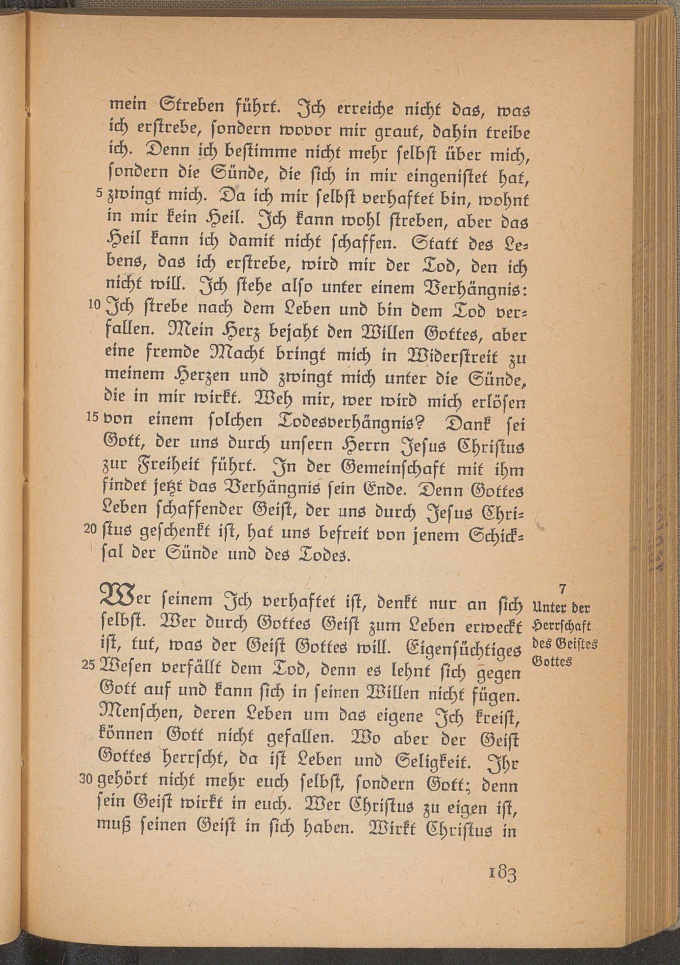 mein Streben führt. Ich erreiche nicht das, was
ich erstrebe, sondern wovor mir graut, dahin treibe
ich. Denn ich bestimme nicht mehr selbst über mich,
sondern die Sünde, die sich in mir eingenistet hat,
5 zwingt mich. Da ich mir selbst verhaftet bin, wohnt
in mir kein Heil. Ich kann wohl streben, aber das
Heil kann ich damit nicht schaffen. Statt des Le⸗
bens, das ich erstrebe, wird mir der Tod, den ich
nicht will. Ich stehe also unter einem Verhängnis:
10 Ich strebe nach dem Leben und bin dem Tod ver⸗
fallen. Mein Herz bejaht den Willen Gottes, aber
eine fremde Macht bringt mich in Widerstreit zu
meinem Herzen und zwingt mich unter die Sünde,
die in mir wirkt. Weh mir, wer wird mich erlösen
15 von einem solchen Todesverhängnis? Dank sei
Gott, der uns durch unsern Herrn Jesus Christus
zur Freiheit führt. In der Gemeinschaft mit ihm
findet jetzt das Verhängnis sein Ende. Denn Gottes
Leben schaffender Geist, der uns durch Jesus Chri⸗
20 stus geschenkt ist, hat uns befreit von jenem Schick⸗
sal der Sünde und des Todes.
Wer seinem Ich verhaftet ist, denkt nur an sich
selbst. Wer durch Gottes Geist zum Leben erweckt
ist, tut, was der Geist Gottes will. Eigensüchtiges
25 Wesen verfällt dem Tod, denn es lehnt sich gegen
Gott auf und kann sich in seinen Willen nicht fügen.
Menschen, deren Leben um das eigene Ich kreist,
können Gott nicht gefallen. Wo aber der Geist
Gottes herrscht, da ist Leben und Seligkeit. Ihr
30 gehört nicht mehr euch selbst, sondern Gott; denn
sein Geist wirkt in euch. Wer Christus zu eigen ist,
muß seinen Geist in sich haben. Wirkt Christus in
7
Unter der
Herrschaft
des Geistes
Gottes
183